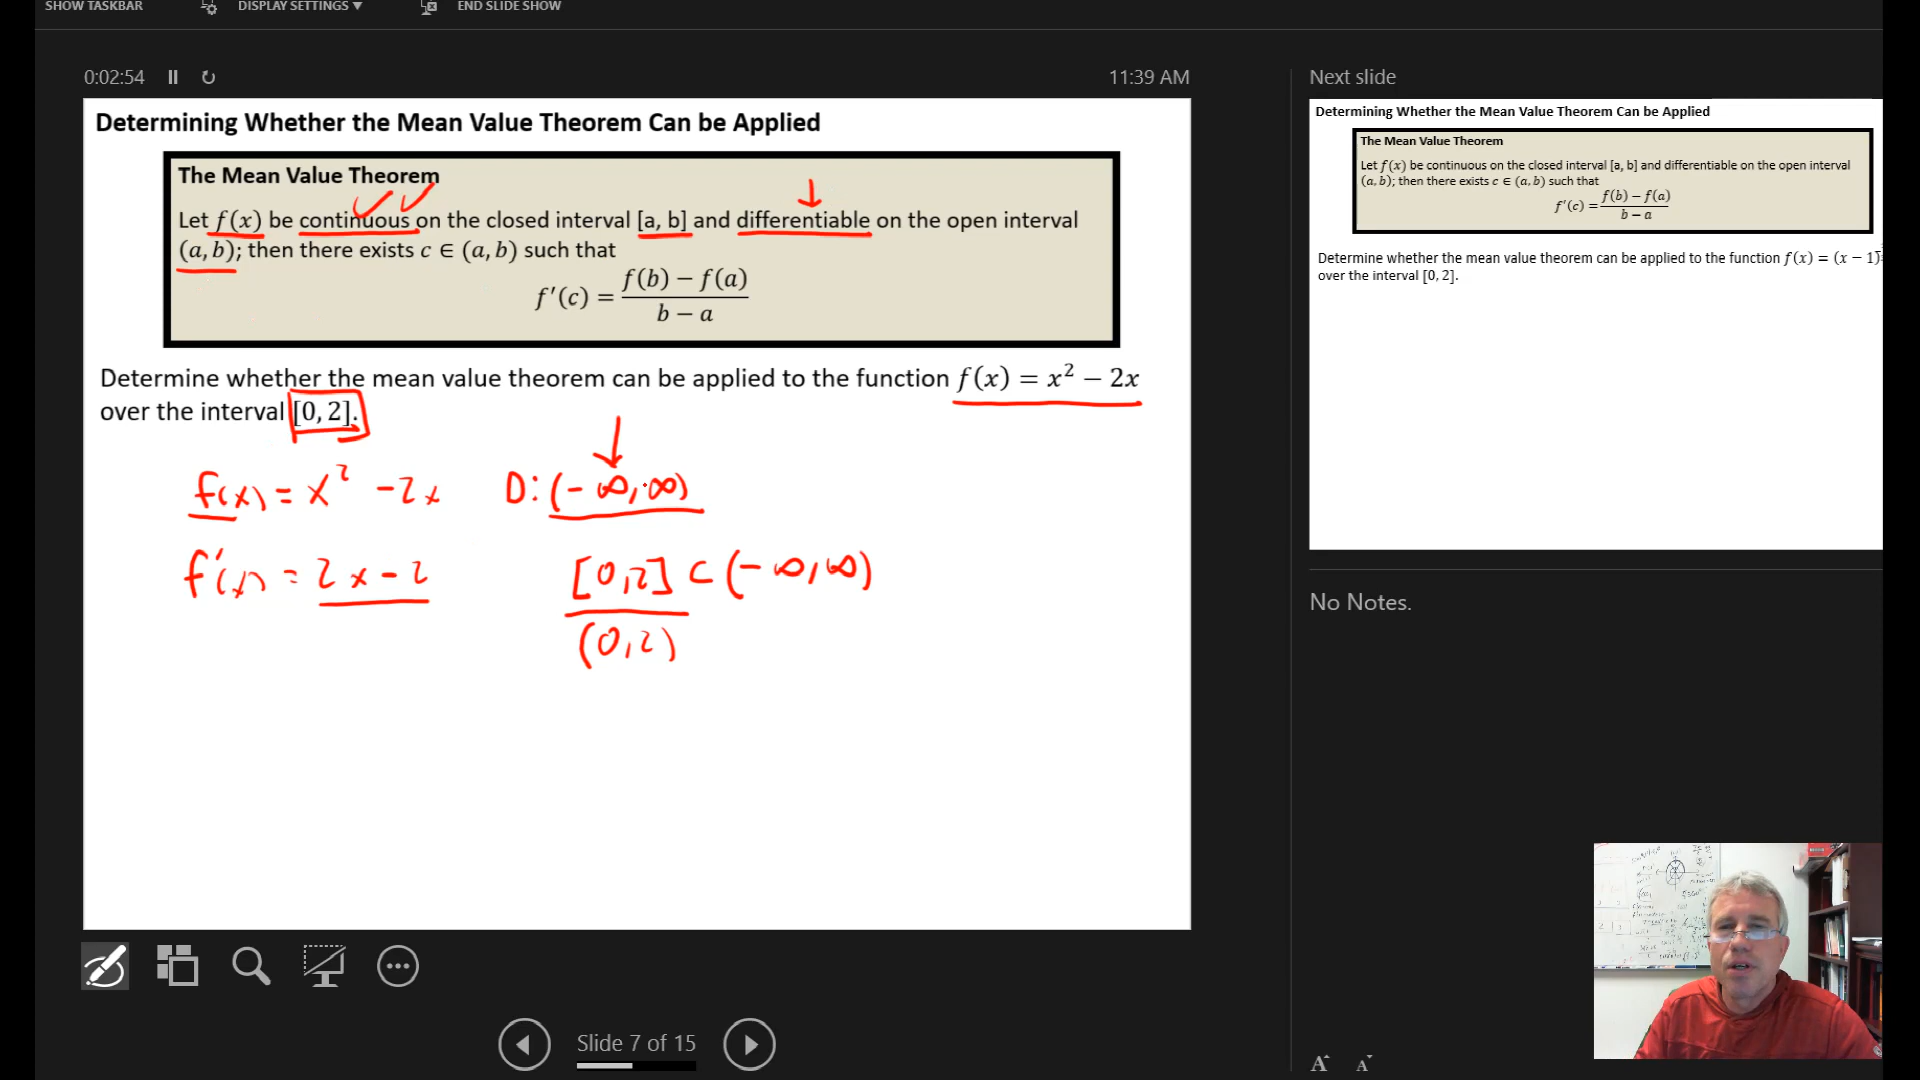 SHOW TASKBAR DISPLAY SETTINGS ▼ END SLIDE SHOW
0:02:54 11:39 AM
Determining Whether the Mean Value Theorem Can be Applied
The Mean Value Theorem
Let f(x) be continuous on the closed interval [a, b] and differentiable on the open interval
(a, b); then there exists c ∈ (a, b) such that
f′(c) = (f(b) − f(a))/(b − a)
Determine whether the mean value theorem can be applied to the function f(x) = x² − 2x
over the interval [0, 2].
f(x) = x² - 2x D: (-∞, ∞)
f'(x) = 2x - 2 [0,2] ⊂ (-∞, ∞)
(0,2)
Slide 7 of 15
Next slide
Determining Whether the Mean Value Theorem Can be Applied
The Mean Value Theorem
Let f(x) be continuous on the closed interval [a, b] and differentiable on the open interval
(a, b); then there exists c ∈ (a, b) such that
f′(c) = (f(b) − f(a))/(b − a)
Determine whether the mean value theorem can be applied to the function f(x) = (x − 1)
over the interval [0, 2].
No Notes.
A A